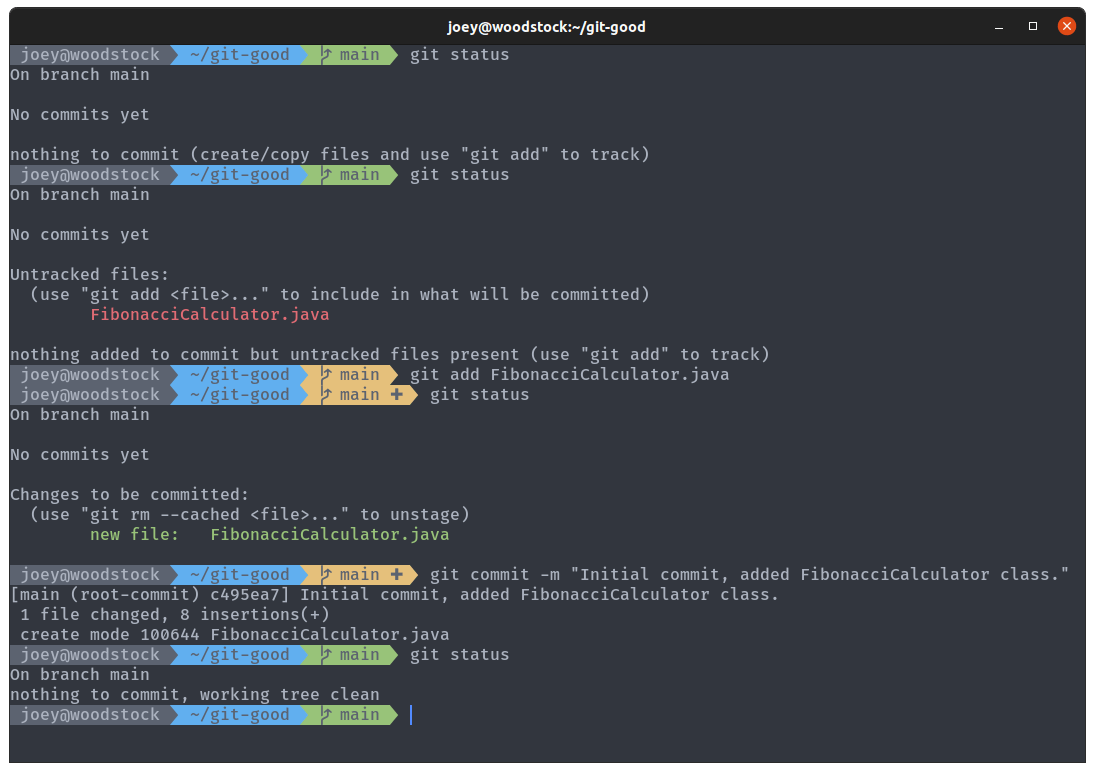 joey@woodstock:~/git-good
joey@woodstock ~/git-good main git status
On branch main
No commits yet
nothing to commit (create/copy files and use "git add" to track)
joey@woodstock ~/git-good main git status
On branch main
No commits yet
Untracked files:
  (use "git add <file>..." to include in what will be committed)
        FibonacciCalculator.java
nothing added to commit but untracked files present (use "git add" to track)
joey@woodstock ~/git-good main git add FibonacciCalculator.java
joey@woodstock ~/git-good main ✚ git status
On branch main
No commits yet
Changes to be committed:
  (use "git rm --cached <file>..." to unstage)
        new file:   FibonacciCalculator.java
joey@woodstock ~/git-good main ✚ git commit -m "Initial commit, added FibonacciCalculator class."
[main (root-commit) c495ea7] Initial commit, added FibonacciCalculator class.
 1 file changed, 8 insertions(+)
 create mode 100644 FibonacciCalculator.java
joey@woodstock ~/git-good main git status
On branch main
nothing to commit, working tree clean
joey@woodstock ~/git-good main